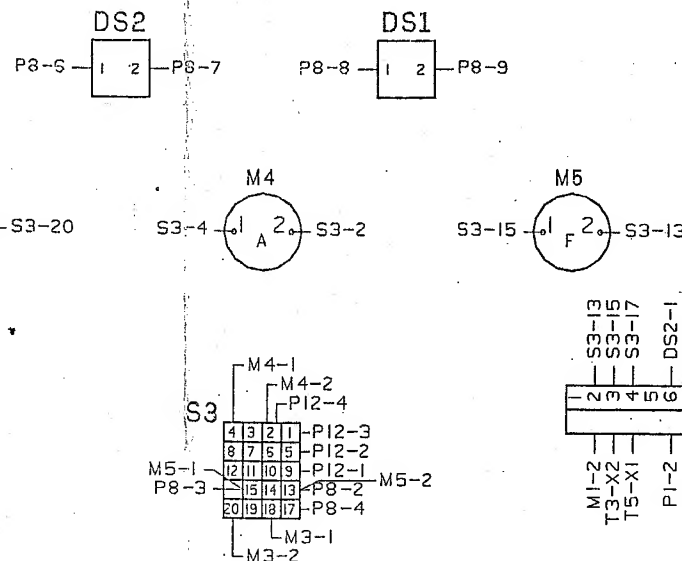 DS2
DS1
P8-6 1 2 P8-7
P8-8 1 2 P8-9
M4
M5
S3-20
S3-4 1 A 2 S3-2
S3-15 1 F 2 S3-13
S3-13
S3-15
S3-17
DS2-1
1 2 3 4 5 6
M1-2
T3-X2
T5-X1
P1-2
M4-1
M4-2
S3
P12-4
4 3 2 1 P12-3
8 7 6 5 P12-2
12 11 10 9 P12-1
M5-1
P8-3 15 14 13 P8-2
M5-2
20 19 18 17 P8-4
M3-1
M3-2